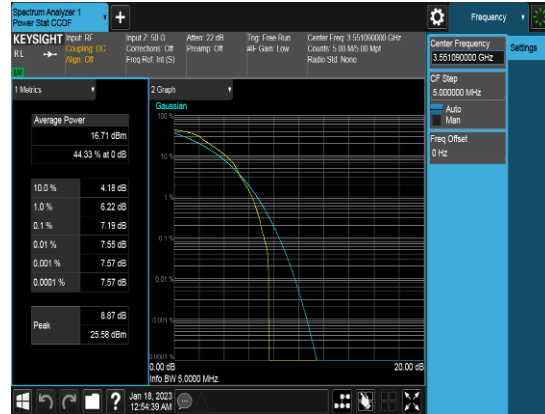 Spectrum Analyzer 1
Power Stat CCDF
Frequency
KEYSIGHT
Input: RF
Coupling: DC
Align: Off
Input Z: 50 Ω
Corrections: Off
Freq Ref: Int (S)
Atten: 22 dB
Preamp: Off
Trig: Free Run
#IF Gain: Low
Center Freq: 3.551090000 GHz
Counts: 5.00 M/5.00 Mpt
Radio Std: None
RL
LNI
Center Frequency
3.551090000 GHz
Settings
CF Step
5.000000 MHz
Auto
Man
Freq Offset
0 Hz
1 Metrics
2 Graph
Gaussian
Average Power
16.71 dBm
44.33 % at 0 dB
10.0 % 4.18 dB
1.0 % 6.22 dB
0.1 % 7.19 dB
0.01 % 7.55 dB
0.001 % 7.57 dB
0.0001 % 7.57 dB
Peak
8.87 dB
25.58 dBm
100 %
10 %
1 %
0.1 %
0.01 %
0.001 %
0.0001 %
0.00 dB
20.00 dB
Info BW 5.0000 MHz
Jan 18, 2023
12:54:39 AM